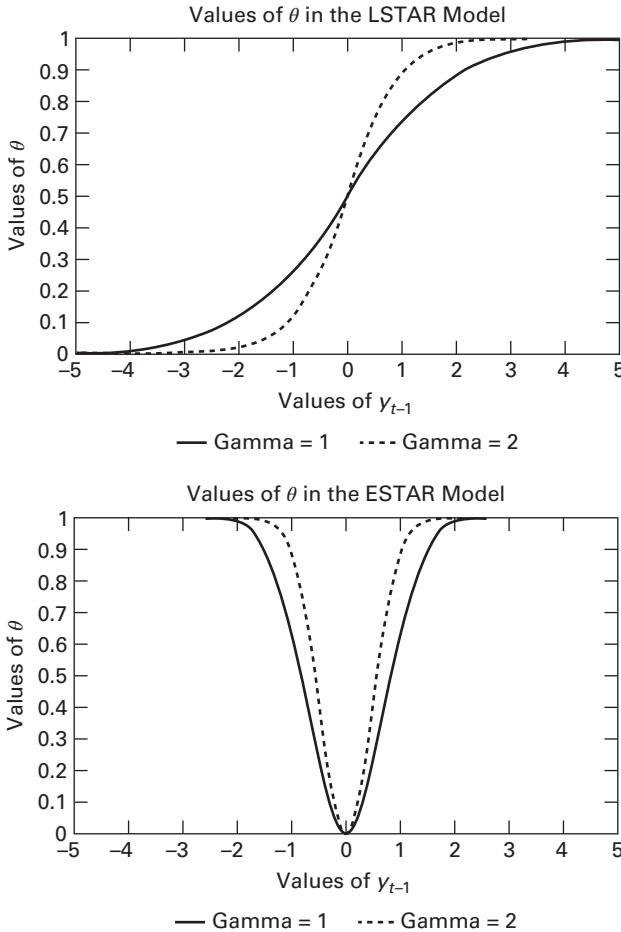 Values of θ in the LSTAR Model
1
0.9
0.8
0.7
0.6
0.5
0.4
0.3
0.2
0.1
0
Values of θ
−5 −4 −3 −2 −1 0 1 2 3 4 5
Values of yt−1
Gamma = 1 Gamma = 2
Values of θ in the ESTAR Model
1
0.9
0.8
0.7
0.6
0.5
0.4
0.3
0.2
0.1
0
Values of θ
−5 −4 −3 −2 −1 0 1 2 3 4 5
Values of yt−1
Gamma = 1 Gamma = 2